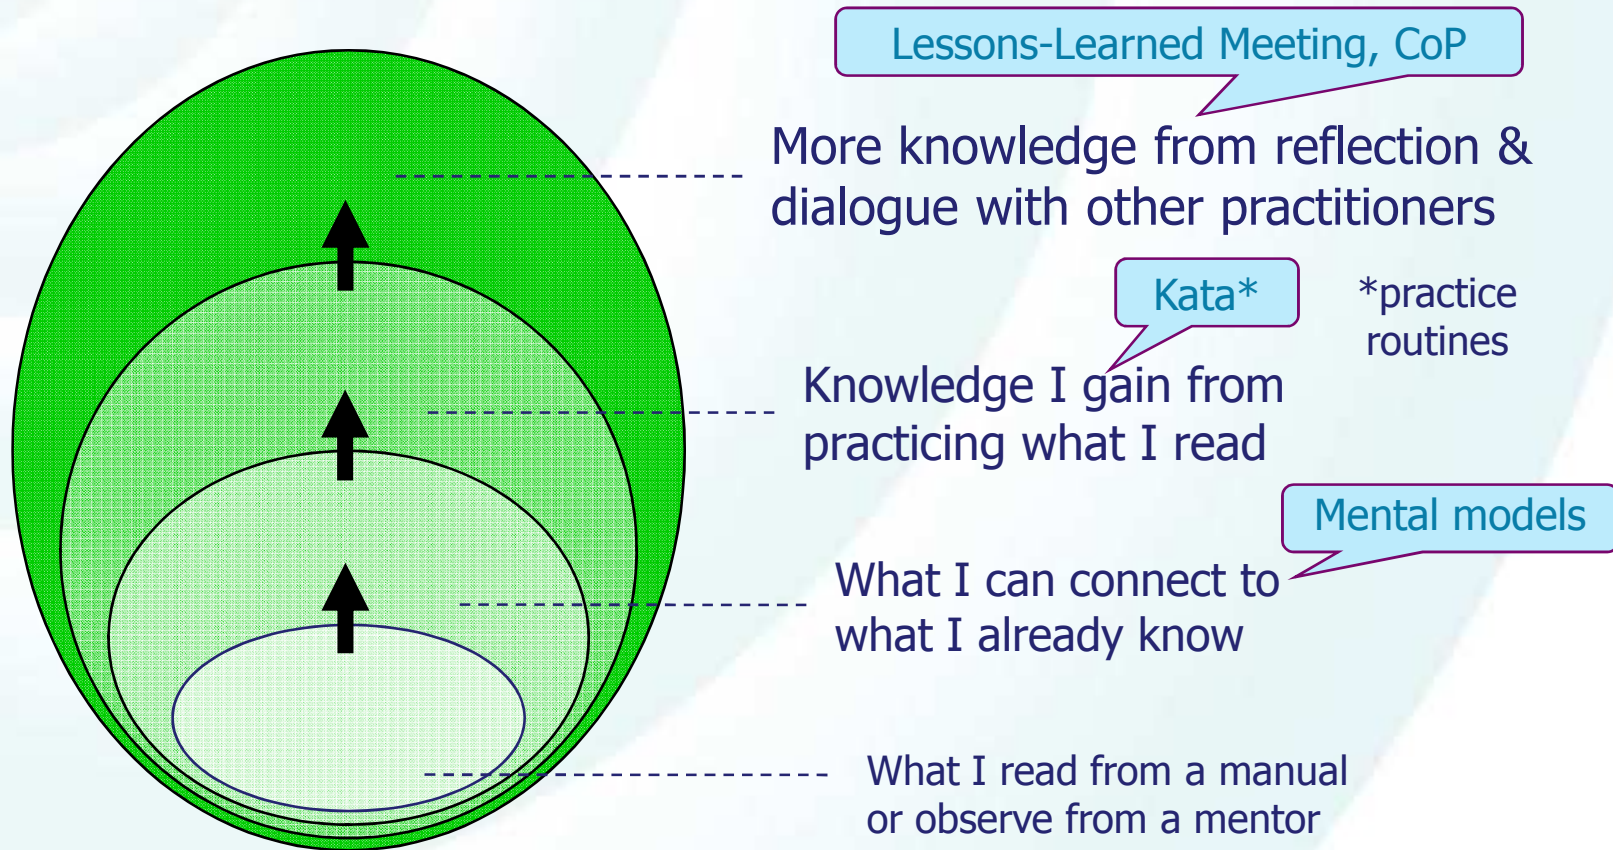 Lessons-Learned Meeting, CoP
More knowledge from reflection &
dialogue with other practitioners
Kata*
*practice
routines
Knowledge I gain from
practicing what I read
Mental models
What I can connect to
what I already know
What I read from a manual
or observe from a mentor